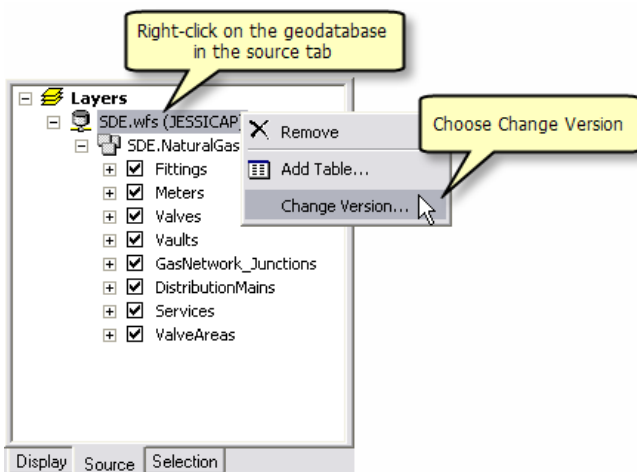 Right-click on the geodatabase
in the source tab
Layers
SDE.wfs (JESSICAP)
SDE.NaturalGas
Fittings
Meters
Valves
Vaults
GasNetwork_Junctions
DistributionMains
Services
ValveAreas
Remove
Add Table...
Change Version...
Choose Change Version
Display
Source
Selection